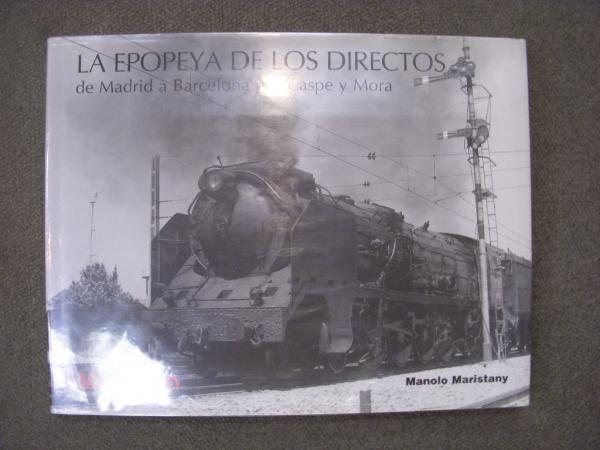 LA EPOPEYA DE LOS DIRECTOS
de Madrid a Barcelona Caspe y Mora
Manolo Maristany